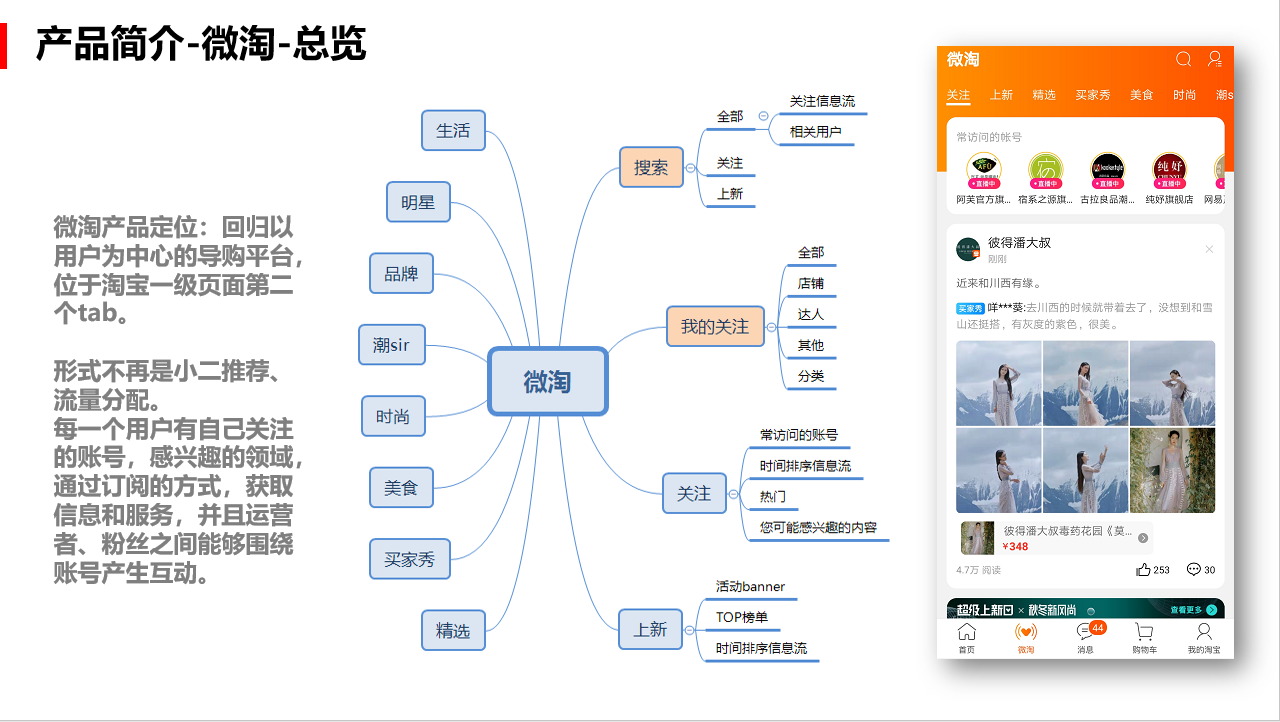 产品简介-微淘-总览
微淘产品定位：回归以
用户为中心的导购平台，
位于淘宝一级页面第二
个tab。
形式不再是小二推荐、
流量分配。
每一个用户有自己关注
的账号，感兴趣的领域，
通过订阅的方式，获取
信息和服务，并且运营
者、粉丝之间能够围绕
账号产生互动。
生活
明星
品牌
潮sir
时尚
美食
买家秀
精选
微淘
搜索
全部
关注信息流
相关用户
关注
上新
我的关注
全部
店铺
达人
其他
分类
关注
常访问的账号
时间排序信息流
热门
您可能感兴趣的内容
上新
活动banner
TOP榜单
时间排序信息流
微淘
关注 上新 精选 买家秀 美食 时尚 潮s
常访问的帐号
直播中 直播中 直播中 直播中
阿芙官方旗... 宿系之源旗... 古拉良品潮... 纯妤旗舰店 网易
彼得潘大叔
刚刚
近来和川西有缘。
买家秀 咩***葵:去川西的时候就带着去了，没想到和雪
山还挺搭，有灰度的紫色，很美。
彼得潘大叔毒药花园《莫...
¥348
4.7万 阅读 253 30
超级上新日 × 秋冬新风尚 查看更多
44
首页 微淘 消息 购物车 我的淘宝